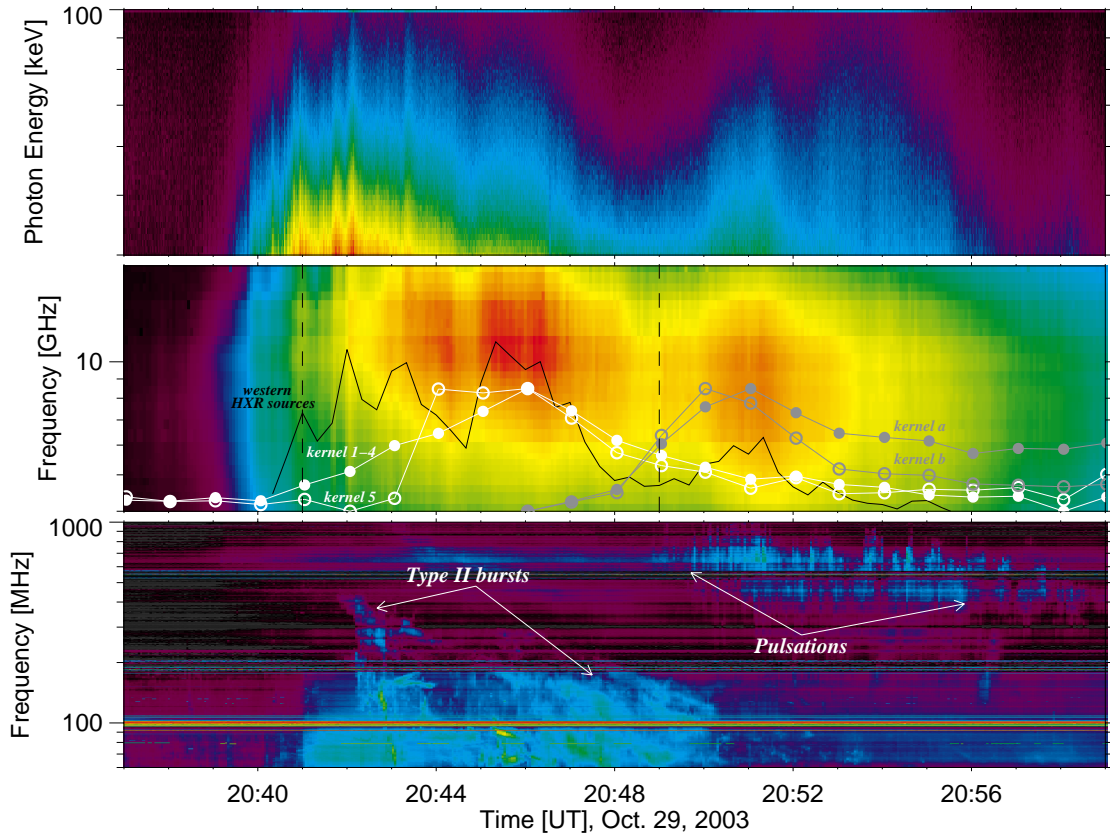 100
Photon Energy [keV]
10
Frequency [GHz]
western
HXR sources
kernel 1–4
kernel 5
kernel a
kernel b
1000
Frequency [MHz]
100
Type II bursts
Pulsations
20:40 20:44 20:48 20:52 20:56
Time [UT], Oct. 29, 2003